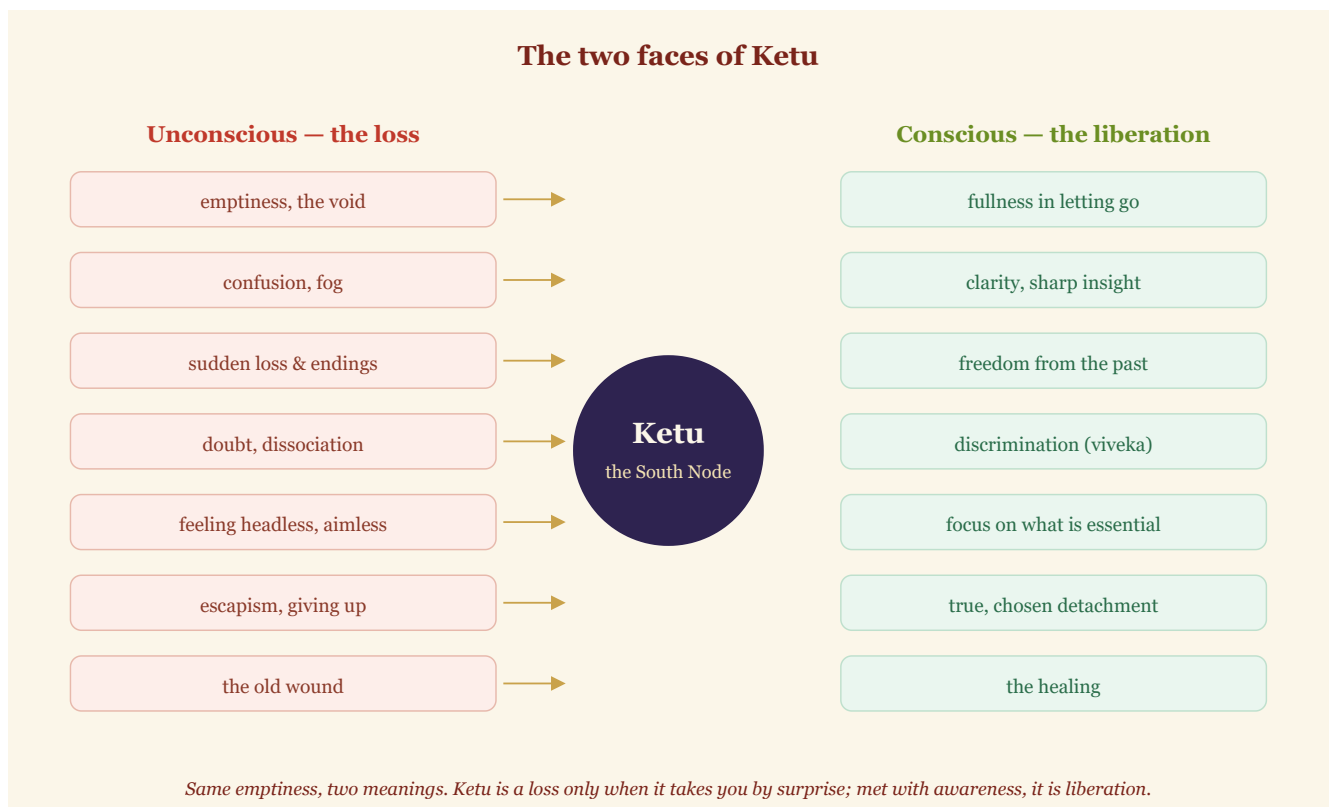 The two faces of Ketu
Unconscious — the loss
Conscious — the liberation
emptiness, the void
fullness in letting go
confusion, fog
clarity, sharp insight
sudden loss & endings
freedom from the past
doubt, dissociation
discrimination (viveka)
Ketu
the South Node
feeling headless, aimless
focus on what is essential
escapism, giving up
true, chosen detachment
the old wound
the healing
Same emptiness, two meanings. Ketu is a loss only when it takes you by surprise; met with awareness, it is liberation.